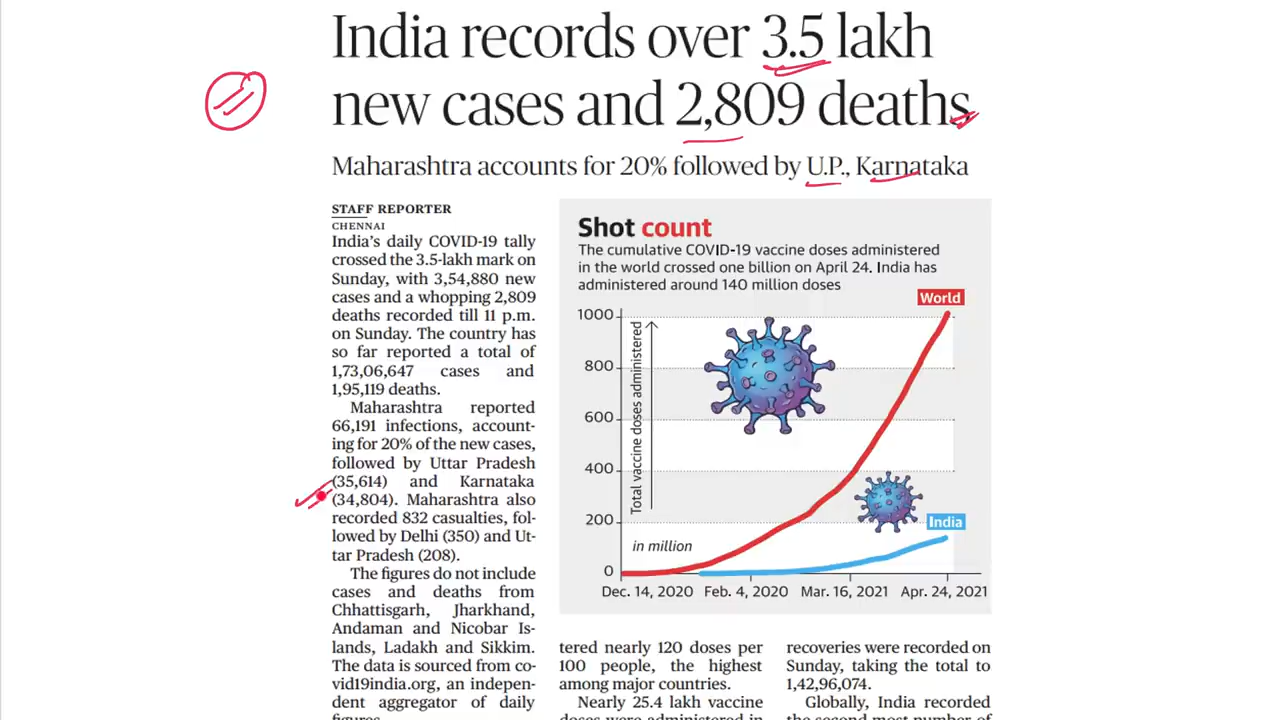 India records over 3.5 lakh
new cases and 2,809 deaths
Maharashtra accounts for 20% followed by U.P., Karnataka
STAFF REPORTER
CHENNAI
India's daily COVID-19 tally
crossed the 3.5-lakh mark on
Sunday, with 3,54,880 new
cases and a whopping 2,809
deaths recorded till 11 p.m.
on Sunday. The country has
so far reported a total of
1,73,06,647 cases and
1,95,119 deaths.
Maharashtra reported
66,191 infections, account-
ing for 20% of the new cases,
followed by Uttar Pradesh
(35,614) and Karnataka
(34,804). Maharashtra also
recorded 832 casualties, fol-
lowed by Delhi (350) and Ut-
tar Pradesh (208).
The figures do not include
cases and deaths from
Chhattisgarh, Jharkhand,
Andaman and Nicobar Is-
lands, Ladakh and Sikkim.
The data is sourced from co-
vid19india.org, an indepen-
dent aggregator of daily
figures.
Shot count
The cumulative COVID-19 vaccine doses administered
in the world crossed one billion on April 24. India has
administered around 140 million doses
World
1000
800
600
400
200
0
Total vaccine doses administered
India
in million
Dec. 14, 2020 Feb. 4, 2020 Mar. 16, 2021 Apr. 24, 2021
tered nearly 120 doses per
100 people, the highest
among major countries.
Nearly 25.4 lakh vaccine
doses were administered in
recoveries were recorded on
Sunday, taking the total to
1,42,96,074.
Globally, India recorded
the second most number of